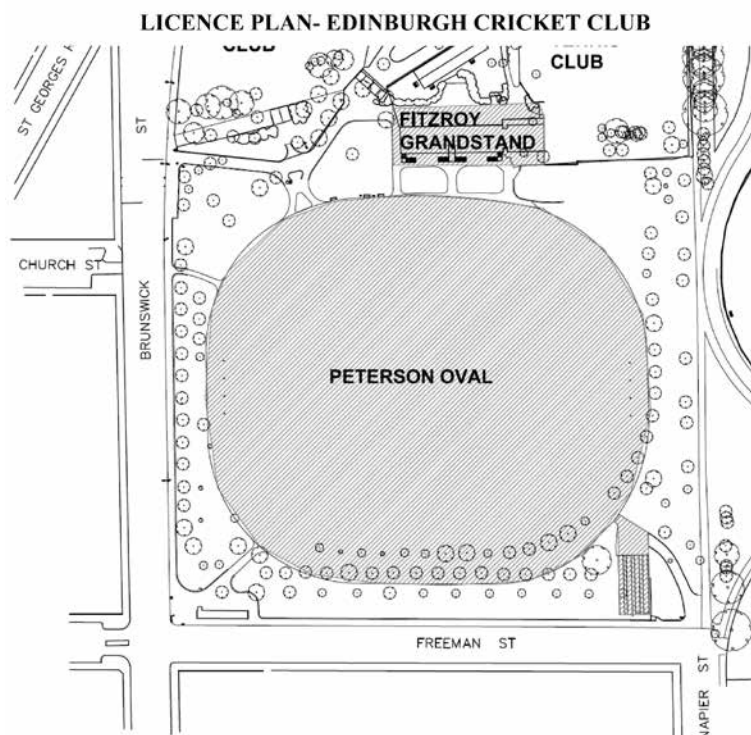 LICENCE PLAN- EDINBURGH CRICKET CLUB
CLUB
CLUB
ST GEORGES
ST
FITZROY
GRANDSTAND
CHURCH ST
BRUNSWICK
PETERSON OVAL
FREEMAN ST
NAPIER ST